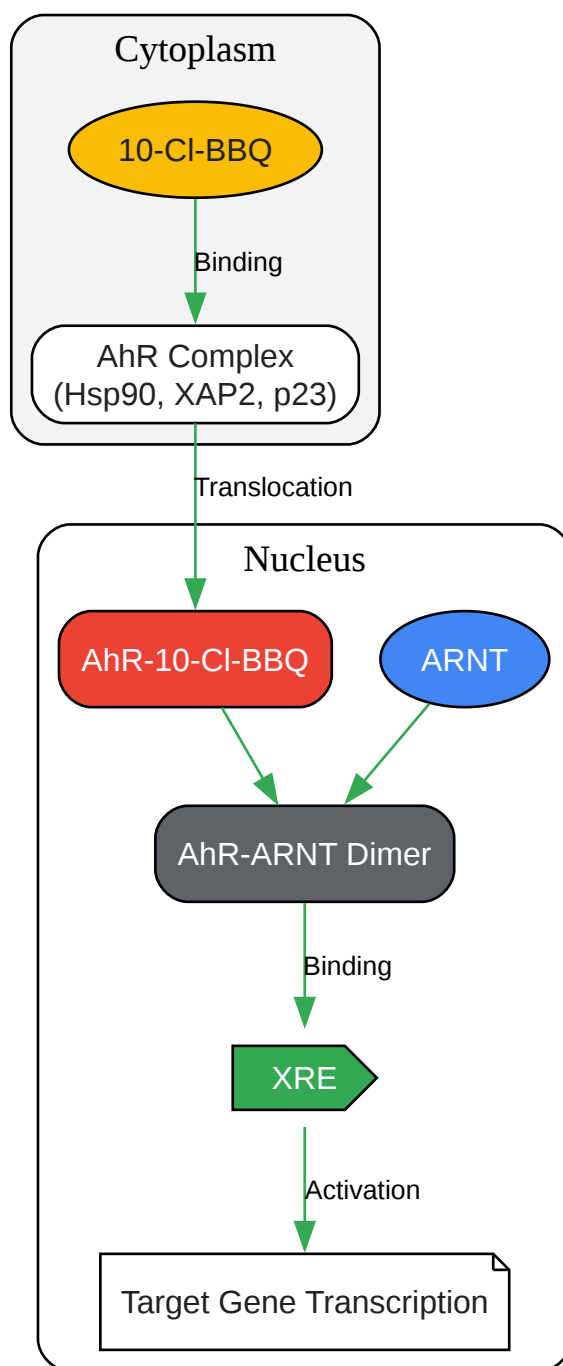 Cytoplasm
10-Cl-BBQ
Binding
AhR Complex
(Hsp90, XAP2, p23)
Translocation
Nucleus
AhR-10-Cl-BBQ
ARNT
AhR-ARNT Dimer
Binding
XRE
Activation
Target Gene Transcription